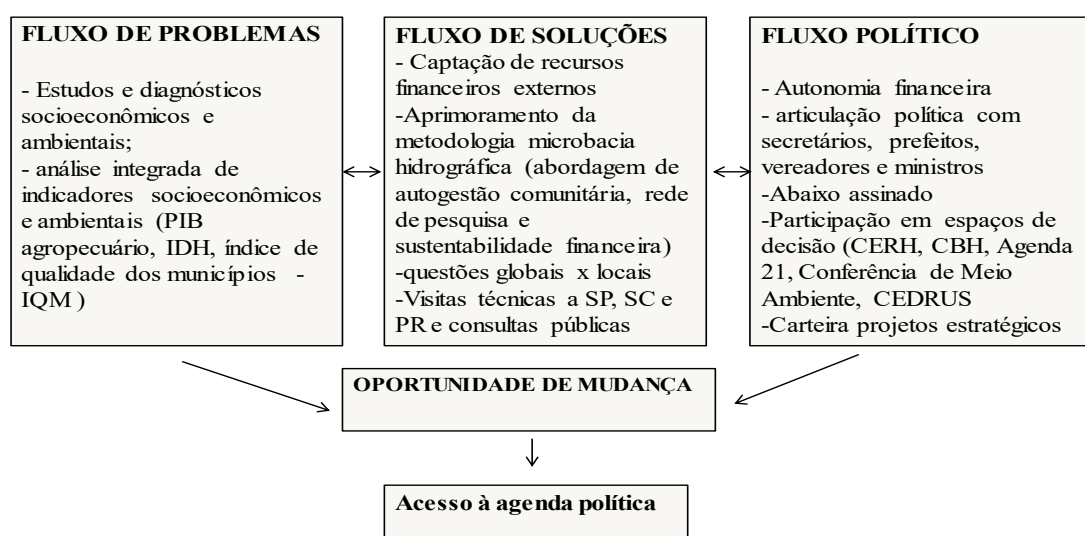 FLUXO DE PROBLEMAS
- Estudos e diagnósticos
socioeconômicos e
ambientais;
- análise integrada de
indicadores socioeconômicos
e ambientais (PIB
agropecuário, IDH, índice de
qualidade dos municípios -
IQM )
FLUXO DE SOLUÇÕES
- Captação de recursos
financeiros externos
-Aprimoramento da
metodologia microbacia
hidrográfica (abordagem de
autogestão comunitária, rede
de pesquisa e
sustentabilidade financeira)
-questões globais x locais
-Visitas técnicas a SP, SC e
PR e consultas públicas
FLUXO POLÍTICO
- Autonomia financeira
- articulação política com
secretários, prefeitos,
vereadores e ministros
-Abaixo assinado
-Participação em espaços de
decisão (CERH, CBH, Agenda
21, Conferência de Meio
Ambiente, CEDRUS
-Carteira projetos estratégicos
OPORTUNIDADE DE MUDANÇA
Acesso à agenda política